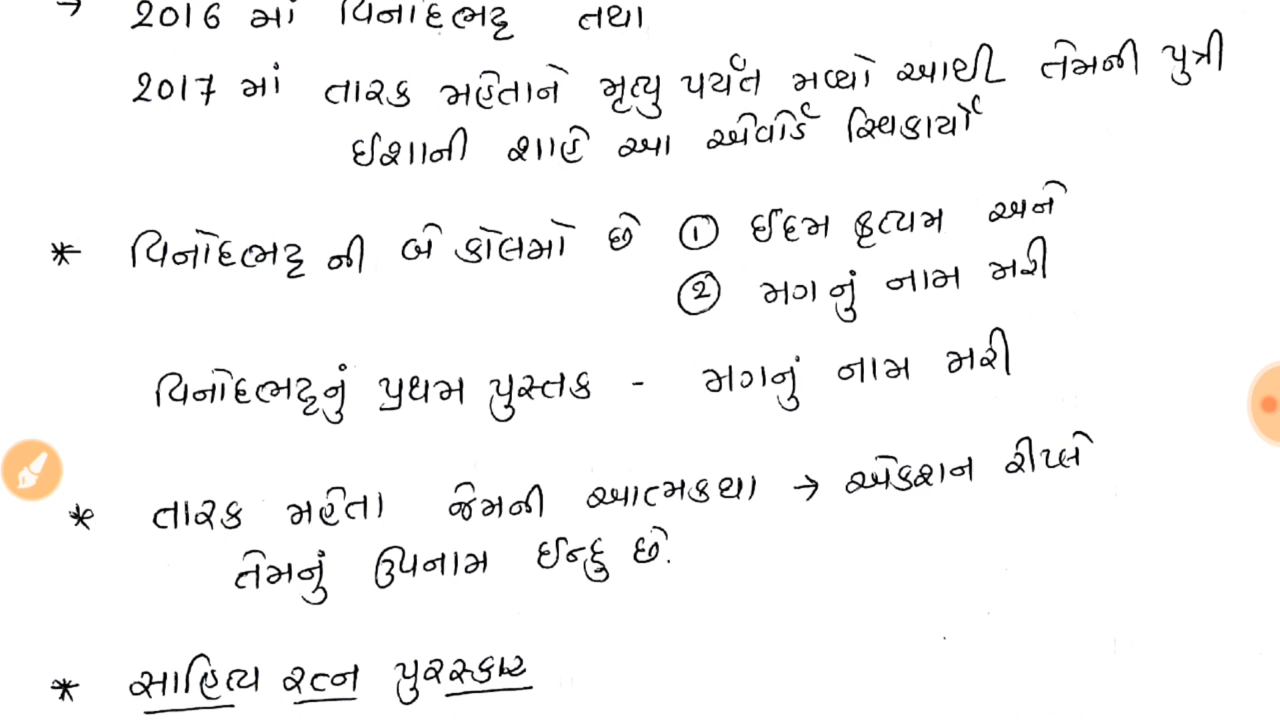 → 2016 માં વિનોદભટ્ટ તથા
2017 માં તારક મહેતાને મૃત્યુ પર્યંત મળ્યો આથી તેમની પુત્રી
ઈશાની શાહે આ એવોર્ડ સ્વિકાર્યો
* વિનોદભટ્ટ ની બે કૉલમો છે ① ઈદમ કૃત્યમ અને
② મગ નું નામ મરી
વિનોદભટ્ટનું પ્રથમ પુસ્તક - મગનું નામ મરી
* તારક મહેતા જેમની આત્મકથા → એકશન રીપ્લે
તેમનું ઉપનામ ઈન્દુ છે.
* સાહિત્ય રત્ન પુરસ્કાર